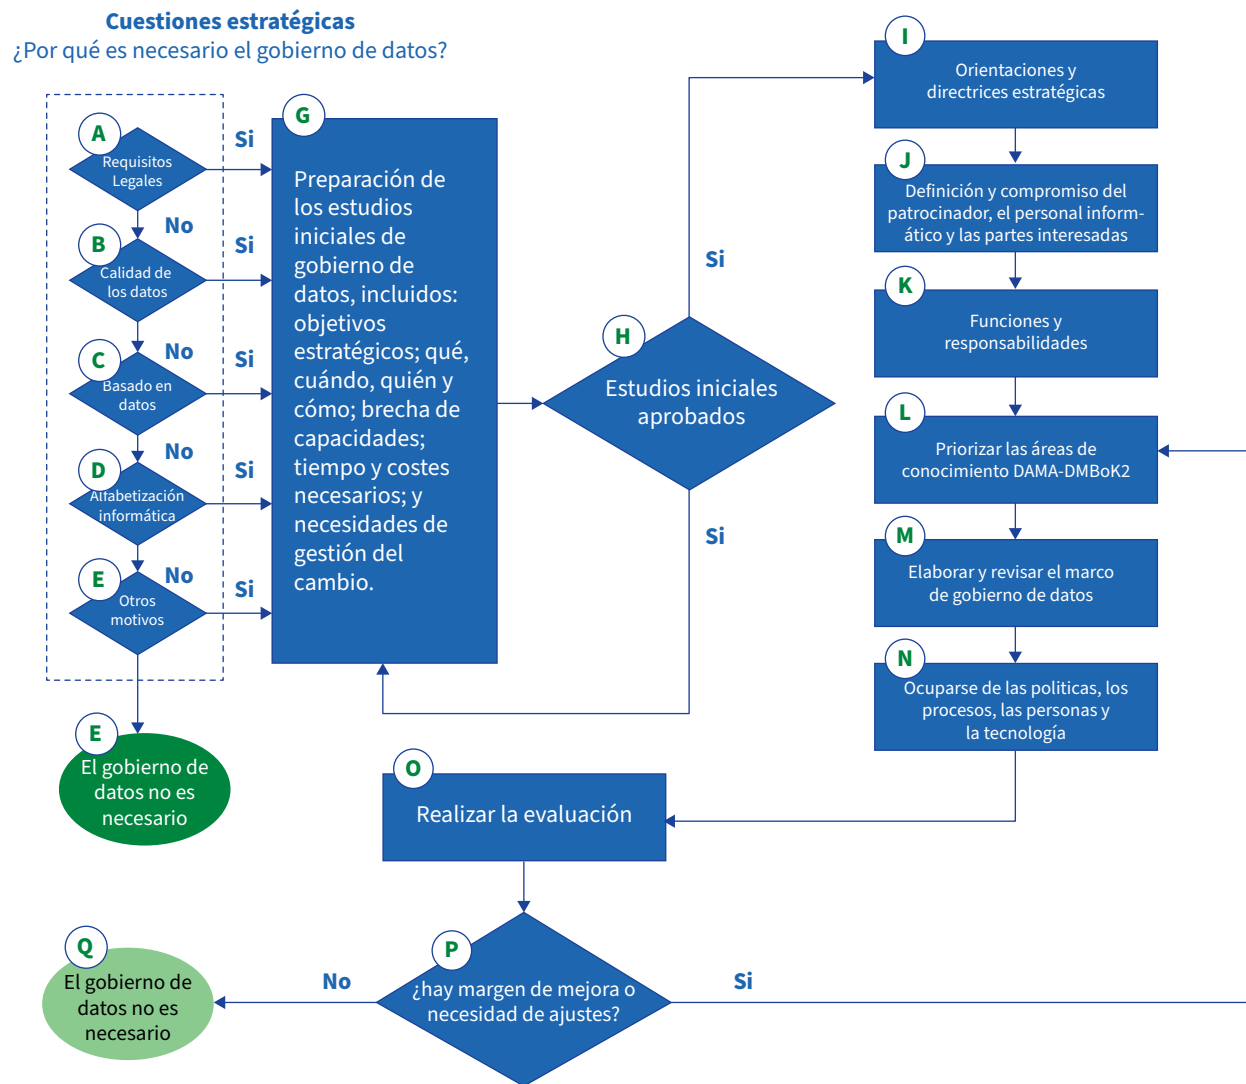 Cuestiones estratégicas
¿Por qué es necesario el gobierno de datos?
A
Requisitos
Legales
Si
No
B
Calidad de
los datos
Si
No
C
Basado en
datos
Si
No
D
Alfabetización
informática
Si
No
E
Otros
motivos
Si
E
El gobierno de
datos no es
necesario
G
Preparación de
los estudios
iniciales de
gobierno de
datos, incluidos:
objetivos
estratégicos; qué,
cuándo, quién y
cómo; brecha de
capacidades;
tiempo y costes
necesarios; y
necesidades de
gestión del
cambio.
H
Estudios iniciales
aprobados
Si
Si
I
Orientaciones y
directrices estratégicas
J
Definición y compromiso del
patrocinador, el personal inform-
ático y las partes interesadas
K
Funciones y
responsabilidades
L
Priorizar las áreas de
conocimiento DAMA-DMBoK2
M
Elaborar y revisar el marco
de gobierno de datos
N
Ocuparse de las politicas, los
procesos, las personas y
la tecnología
O
Realizar la evaluación
P
¿hay margen de mejora o
necesidad de ajustes?
No
Si
Q
El gobierno de
datos no es
necesario